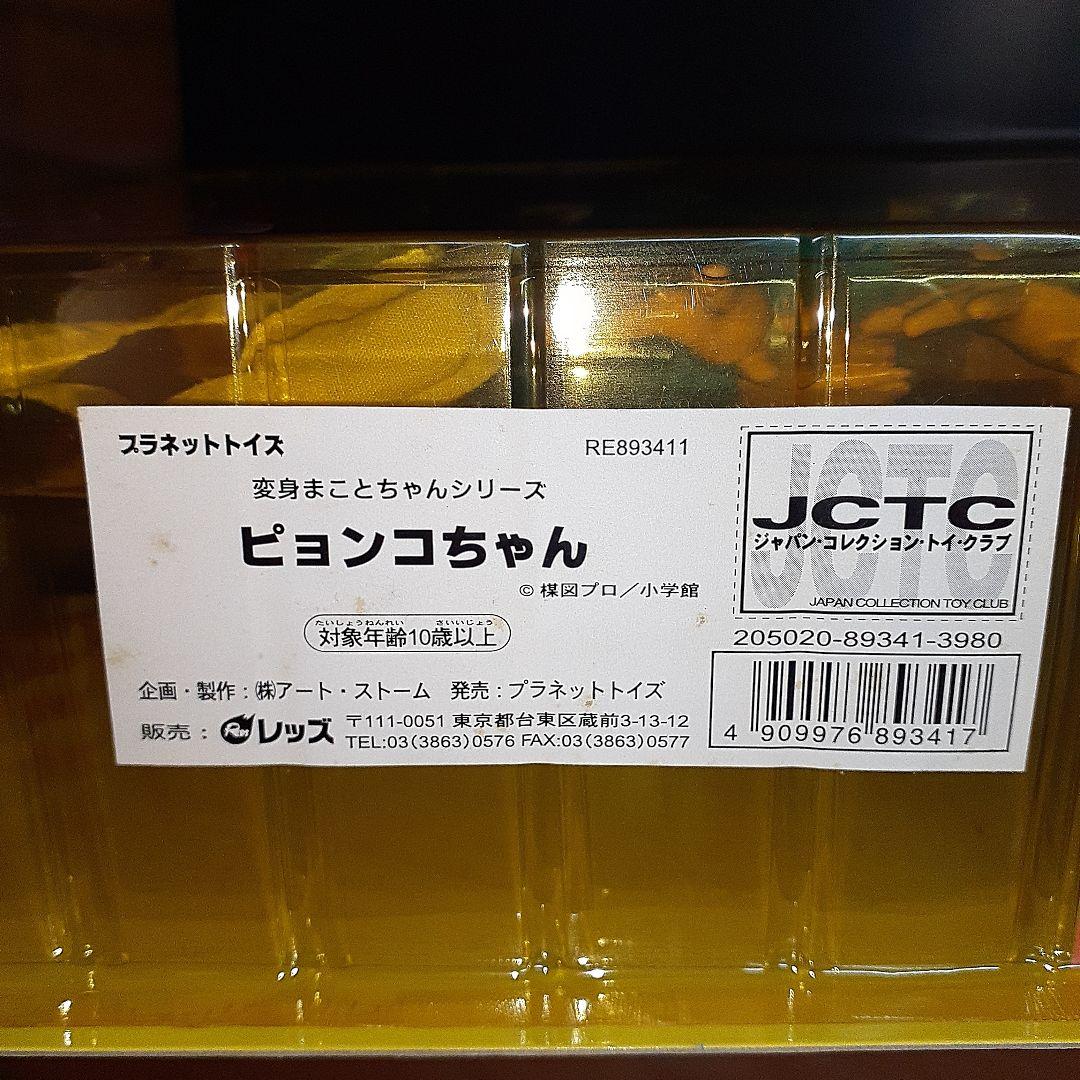 プラネットトイズ
RE893411
変身まことちゃんシリーズ
ピョンコちゃん
© 楳図プロ／小学館
たいしょうねんれい さいいじょう
対象年齢10歳以上
企画・製作：㈱アート・ストーム 発売：プラネットトイズ
販売： レッズ 〒111-0051 東京都台東区蔵前3-13-12
TEL:03(3863)0576 FAX:03(3863)0577
JCTC
JCTC
ジャパン・コレクション・トイ・クラブ
JCTC
JAPAN COLLECTION TOY CLUB
205020-89341-3980
4 909976 893417